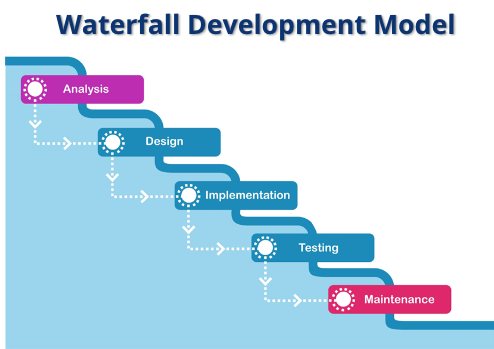 Waterfall Development Model
Analysis
Design
Implementation
Testing
Maintenance